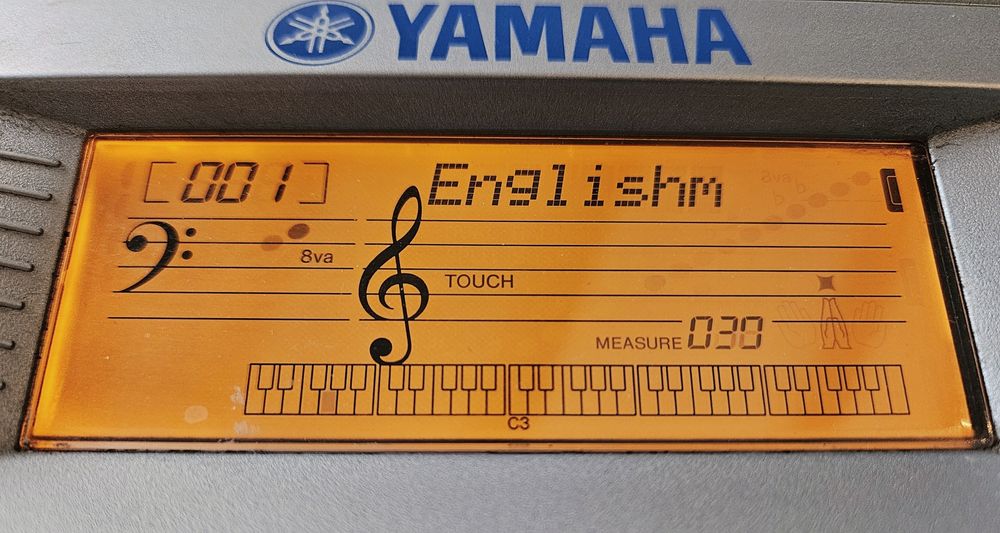 YAMAHA
001 Englishm
8va
TOUCH
MEASURE 030
C3